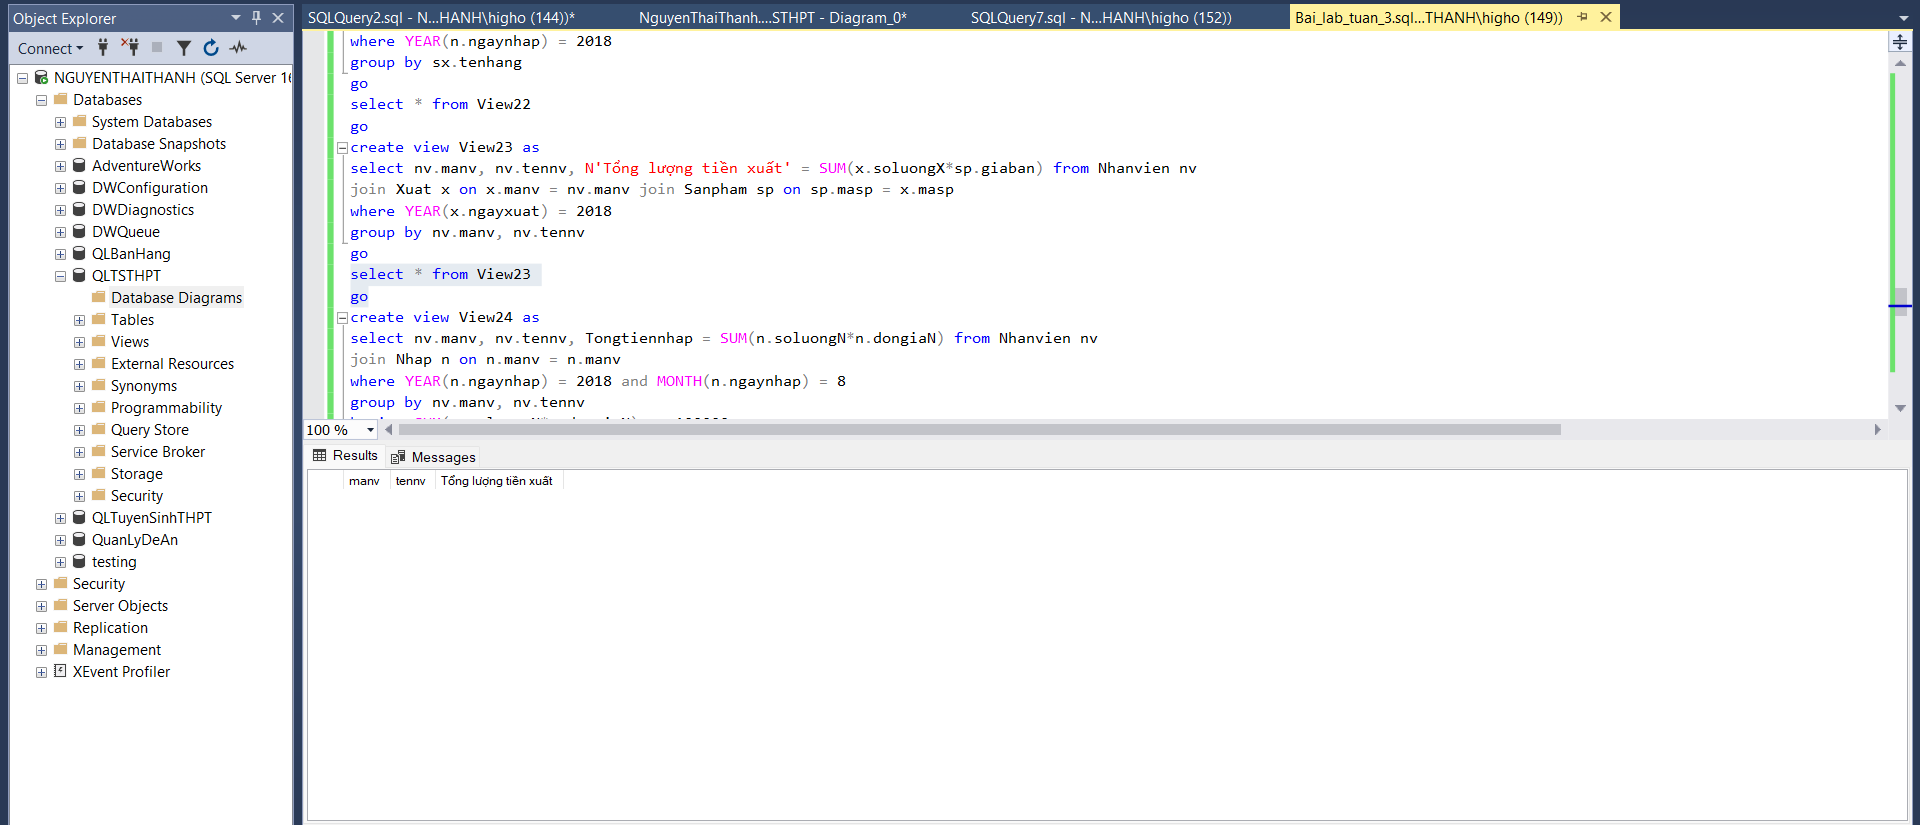 Object Explorer
Connect
NGUYENTHAITHANH (SQL Server 16
Databases
System Databases
Database Snapshots
AdventureWorks
DWConfiguration
DWDiagnostics
DWQueue
QLBanHang
QLTSTHPT
Database Diagrams
Tables
Views
External Resources
Synonyms
Programmability
Query Store
Service Broker
Storage
Security
QLTuyenSinhTHPT
QuanLyDeAn
testing
Security
Server Objects
Replication
Management
XEvent Profiler
SQLQuery2.sql - N...HANH\higho (144))*
NguyenThaiThanh....STHPT - Diagram_0*
SQLQuery7.sql - N...HANH\higho (152))
Bai_lab_tuan_3.sql...THANH\higho (149))
where YEAR(n.ngaynhap) = 2018
group by sx.tenhang
go
select * from View22
go
create view View23 as
select nv.manv, nv.tennv, N'Tổng lượng tiền xuất' = SUM(x.soluongX*sp.giaban) from Nhanvien nv
join Xuat x on x.manv = nv.manv join Sanpham sp on sp.masp = x.masp
where YEAR(x.ngayxuat) = 2018
group by nv.manv, nv.tennv
go
select * from View23
go
create view View24 as
select nv.manv, nv.tennv, Tongtiennhap = SUM(n.soluongN*n.dongiaN) from Nhanvien nv
join Nhap n on n.manv = n.manv
where YEAR(n.ngaynhap) = 2018 and MONTH(n.ngaynhap) = 8
group by nv.manv, nv.tennv
100 %
Results
Messages
manv tennv Tổng lượng tiền xuất